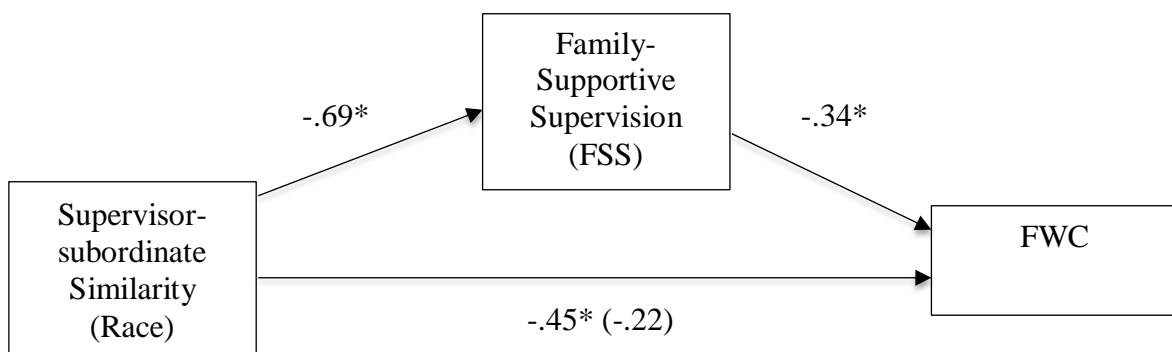 Family-
Supportive
Supervision
(FSS)
-.69*
-.34*
Supervisor-
subordinate
Similarity
(Race)
FWC
-.45* (-.22)